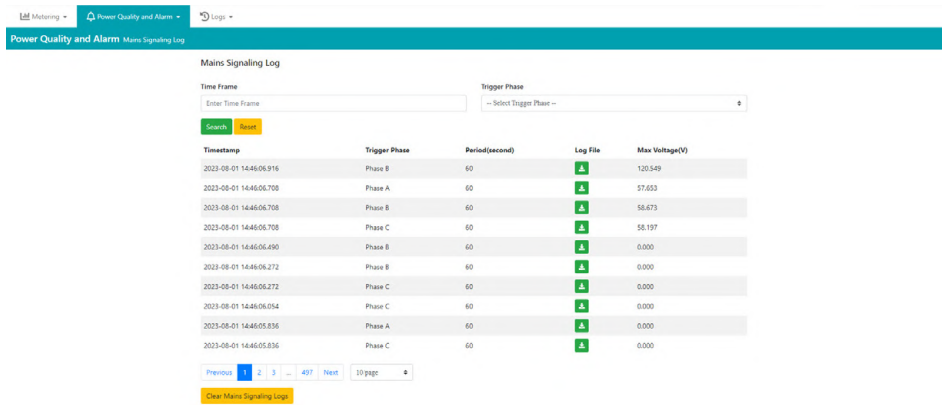 Metering Power Quality and Alarm Logs
Power Quality and Alarm Mains Signaling Log
Mains Signaling Log
Time Frame Trigger Phase
Enter Time Frame -- Select Trigger Phase --
Search Reset
Timestamp Trigger Phase Period(second) Log File Max Voltage(V)
2023-08-01 14:46:06.916 Phase B 60 120.549
2023-08-01 14:46:06.708 Phase A 60 57.653
2023-08-01 14:46:06.708 Phase B 60 58.673
2023-08-01 14:46:06.708 Phase C 60 58.197
2023-08-01 14:46:06.490 Phase B 60 0.000
2023-08-01 14:46:06.272 Phase B 60 0.000
2023-08-01 14:46:06.272 Phase C 60 0.000
2023-08-01 14:46:06.054 Phase C 60 0.000
2023-08-01 14:46:05.836 Phase A 60 0.000
2023-08-01 14:46:05.836 Phase C 60 0.000
Previous 1 2 3 ... 497 Next 10/page
Clear Mains Signaling Logs